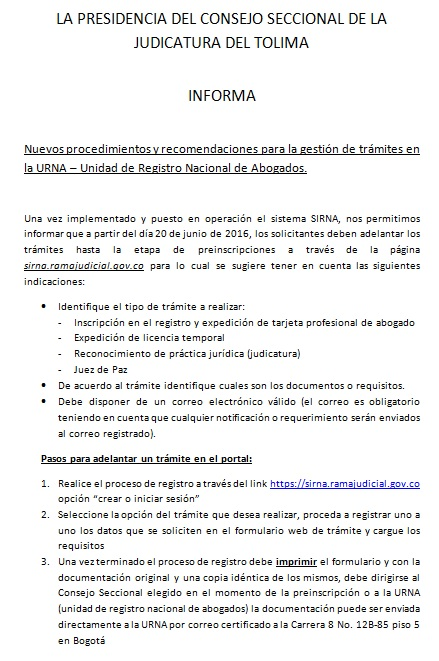 LA PRESIDENCIA DEL CONSEJO SECCIONAL DE LA
JUDICATURA DEL TOLIMA
INFORMA
Nuevos procedimientos y recomendaciones para la gestión de trámites en
la URNA – Unidad de Registro Nacional de Abogados.
Una vez implementado y puesto en operación el sistema SIRNA, nos permitimos
informar que a partir del día 20 de junio de 2016, los solicitantes deben adelantar los
trámites hasta la etapa de preinscripciones a través de la página
sirna.ramajudicial.gov.co para lo cual se sugiere tener en cuenta las siguientes
indicaciones:
• Identifique el tipo de trámite a realizar:
- Inscripción en el registro y expedición de tarjeta profesional de abogado
- Expedición de licencia temporal
- Reconocimiento de práctica jurídica (judicatura)
- Juez de Paz
• De acuerdo al trámite identifique cuales son los documentos o requisitos.
• Debe disponer de un correo electrónico válido (el correo es obligatorio
teniendo en cuenta que cualquier notificación o requerimiento serán enviados
al correo registrado).
Pasos para adelantar un trámite en el portal:
1. Realice el proceso de registro a través del link https://sirna.ramajudicial.gov.co
opción “crear o iniciar sesión”
2. Seleccione la opción del trámite que desea realizar, proceda a registrar uno a
uno los datos que se soliciten en el formulario web de trámite y cargue los
requisitos
3. Una vez terminado el proceso de registro debe imprimir el formulario y con la
documentación original y una copia idéntica de los mismos, debe dirigirse al
Consejo Seccional elegido en el momento de la preinscripción o a la URNA
(unidad de registro nacional de abogados) la documentación puede ser enviada
directamente a la URNA por correo certificado a la Carrera 8 No. 12B-85 piso 5
en Bogotá